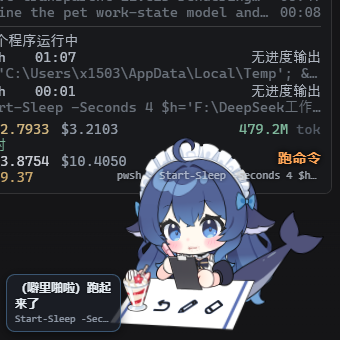 ine the pet work-state model and… 00:08
个程序运行中
h 01:07 无进度输出
'C:\Users\x1503\AppData\Local\Temp'; &…
h 00:01 无进度输出
rt-Sleep -Seconds 4 $h='F:\DeepSeek工作…
2.7933 $3.2103 479.2M tok
时
3.8754 $10.4050 跑命令
9.37 pwsh Start-Sleep -Seconds 4 $h…
（噼里啪啦）跑起
来了
Start-Sleep -Sec…